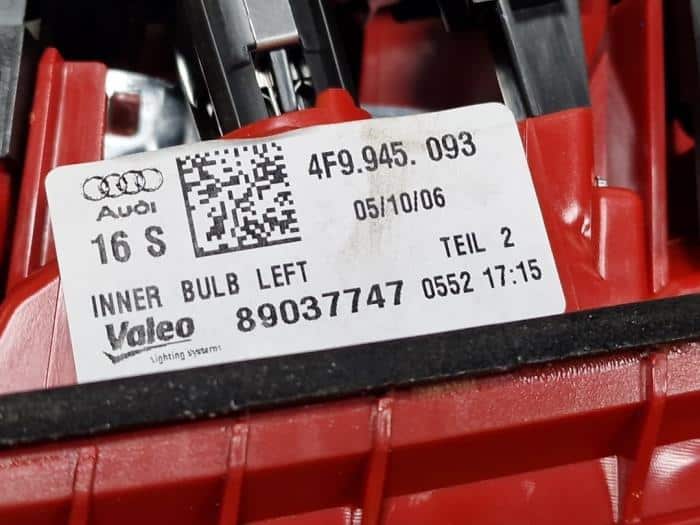 4F9.945. 093
AUDI
05/10/06
16 S
TEIL 2
INNER BULB LEFT
89037747 0552 17:15
Valeo
Lighting Systems